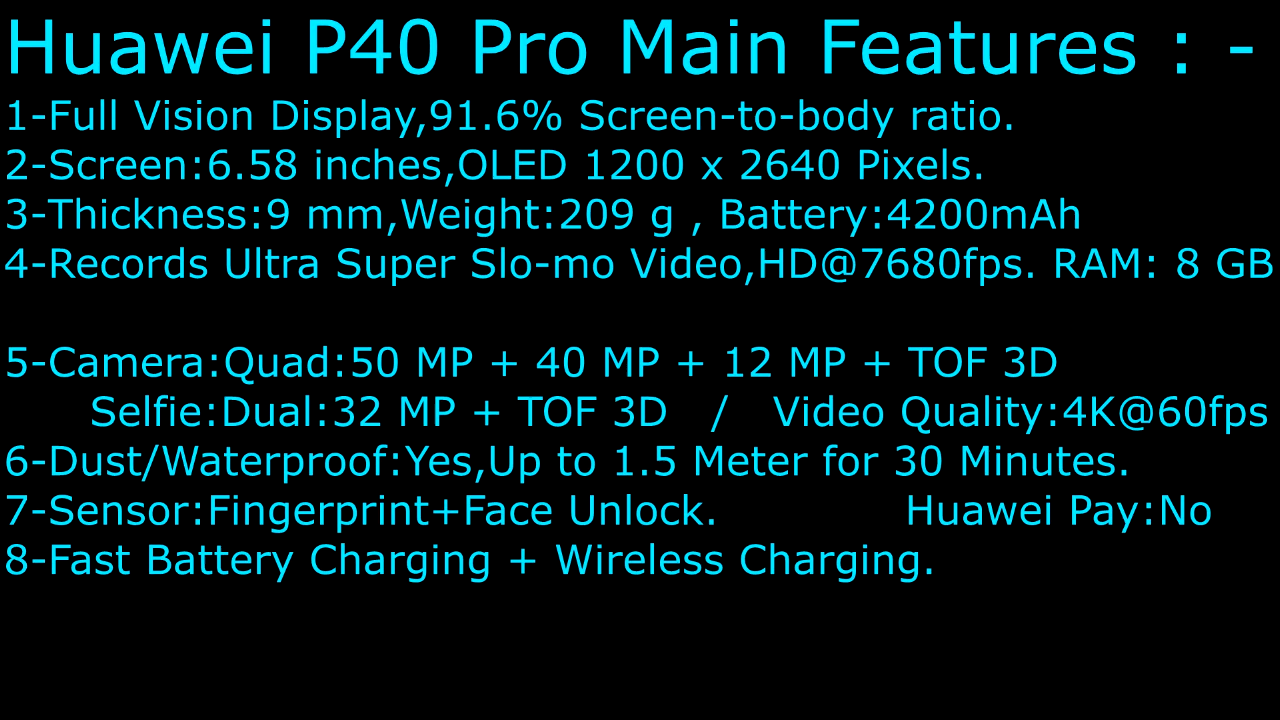 Huawei P40 Pro Main Features : -
1-Full Vision Display,91.6% Screen-to-body ratio.
2-Screen:6.58 inches,OLED 1200 x 2640 Pixels.
3-Thickness:9 mm,Weight:209 g , Battery:4200mAh
4-Records Ultra Super Slo-mo Video,HD@7680fps. RAM: 8 GB
5-Camera:Quad:50 MP + 40 MP + 12 MP + TOF 3D
Selfie:Dual:32 MP + TOF 3D / Video Quality:4K@60fps
6-Dust/Waterproof:Yes,Up to 1.5 Meter for 30 Minutes.
7-Sensor:Fingerprint+Face Unlock. Huawei Pay:No
8-Fast Battery Charging + Wireless Charging.